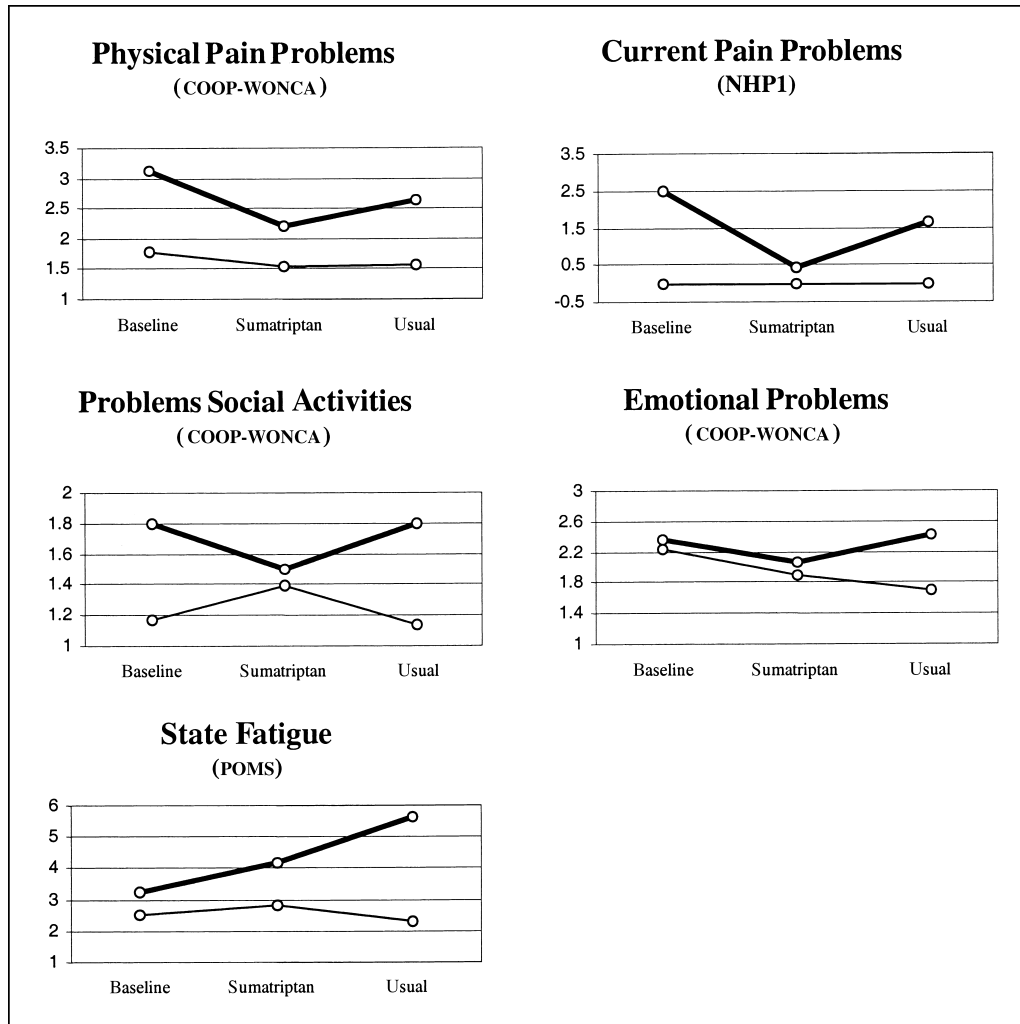 Physical Pain Problems
(COOP-WONCA)
3.5
3
2.5
2
1.5
1
Baseline Sumatriptan Usual
Current Pain Problems
(NHP1)
3.5
2.5
1.5
0.5
-0.5
Baseline Sumatriptan Usual
Problems Social Activities
(COOP-WONCA)
2
1.8
1.6
1.4
1.2
1
Baseline Sumatriptan Usual
Emotional Problems
(COOP-WONCA)
3
2.6
2.2
1.8
1.4
1
Baseline Sumatriptan Usual
State Fatigue
(POMS)
6
5
4
3
2
1
Baseline Sumatriptan Usual